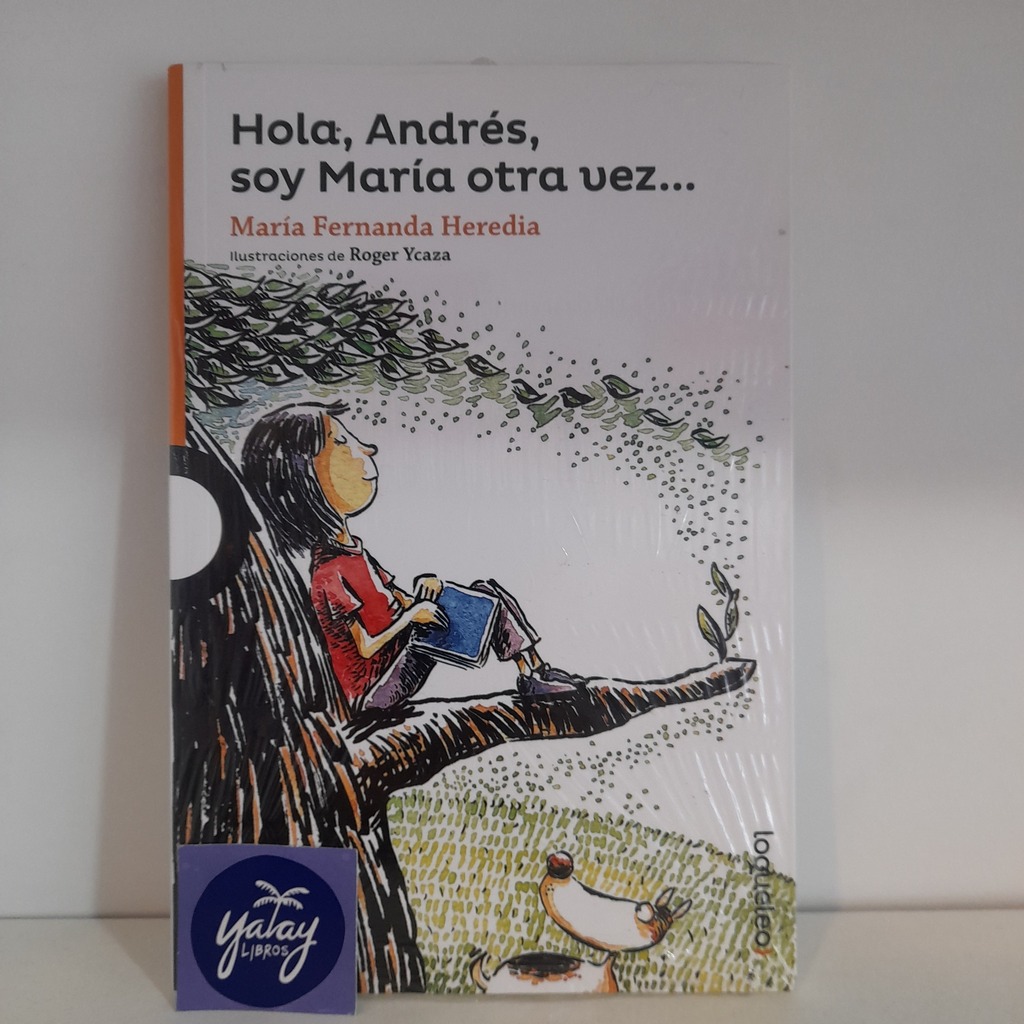 Hola, Andrés,
soy María otra vez...
María Fernanda Heredia
Ilustraciones de Roger Ycaza
loqueleo
yatay
LIBROS